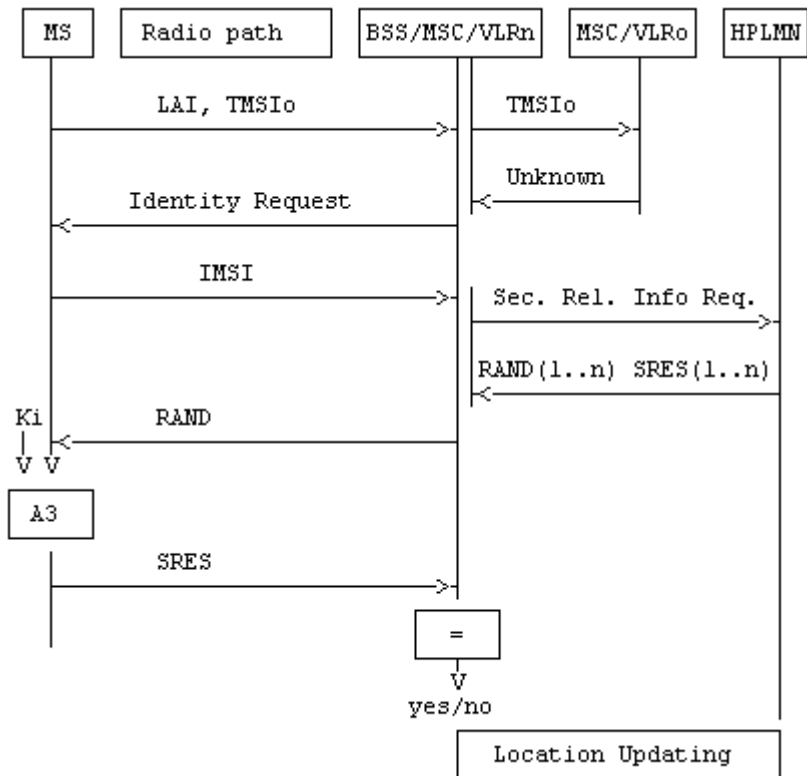 MS
Radio path
BSS/MSC/VLRn
MSC/VLRo
HPLMN
LAI, TMSIo
TMSIo
Unknown
Identity Request
IMSI
Sec. Rel. Info Req.
RAND(1..n) SRES(1..n)
Ki
RAND
A3
SRES
=
yes/no
Location Updating